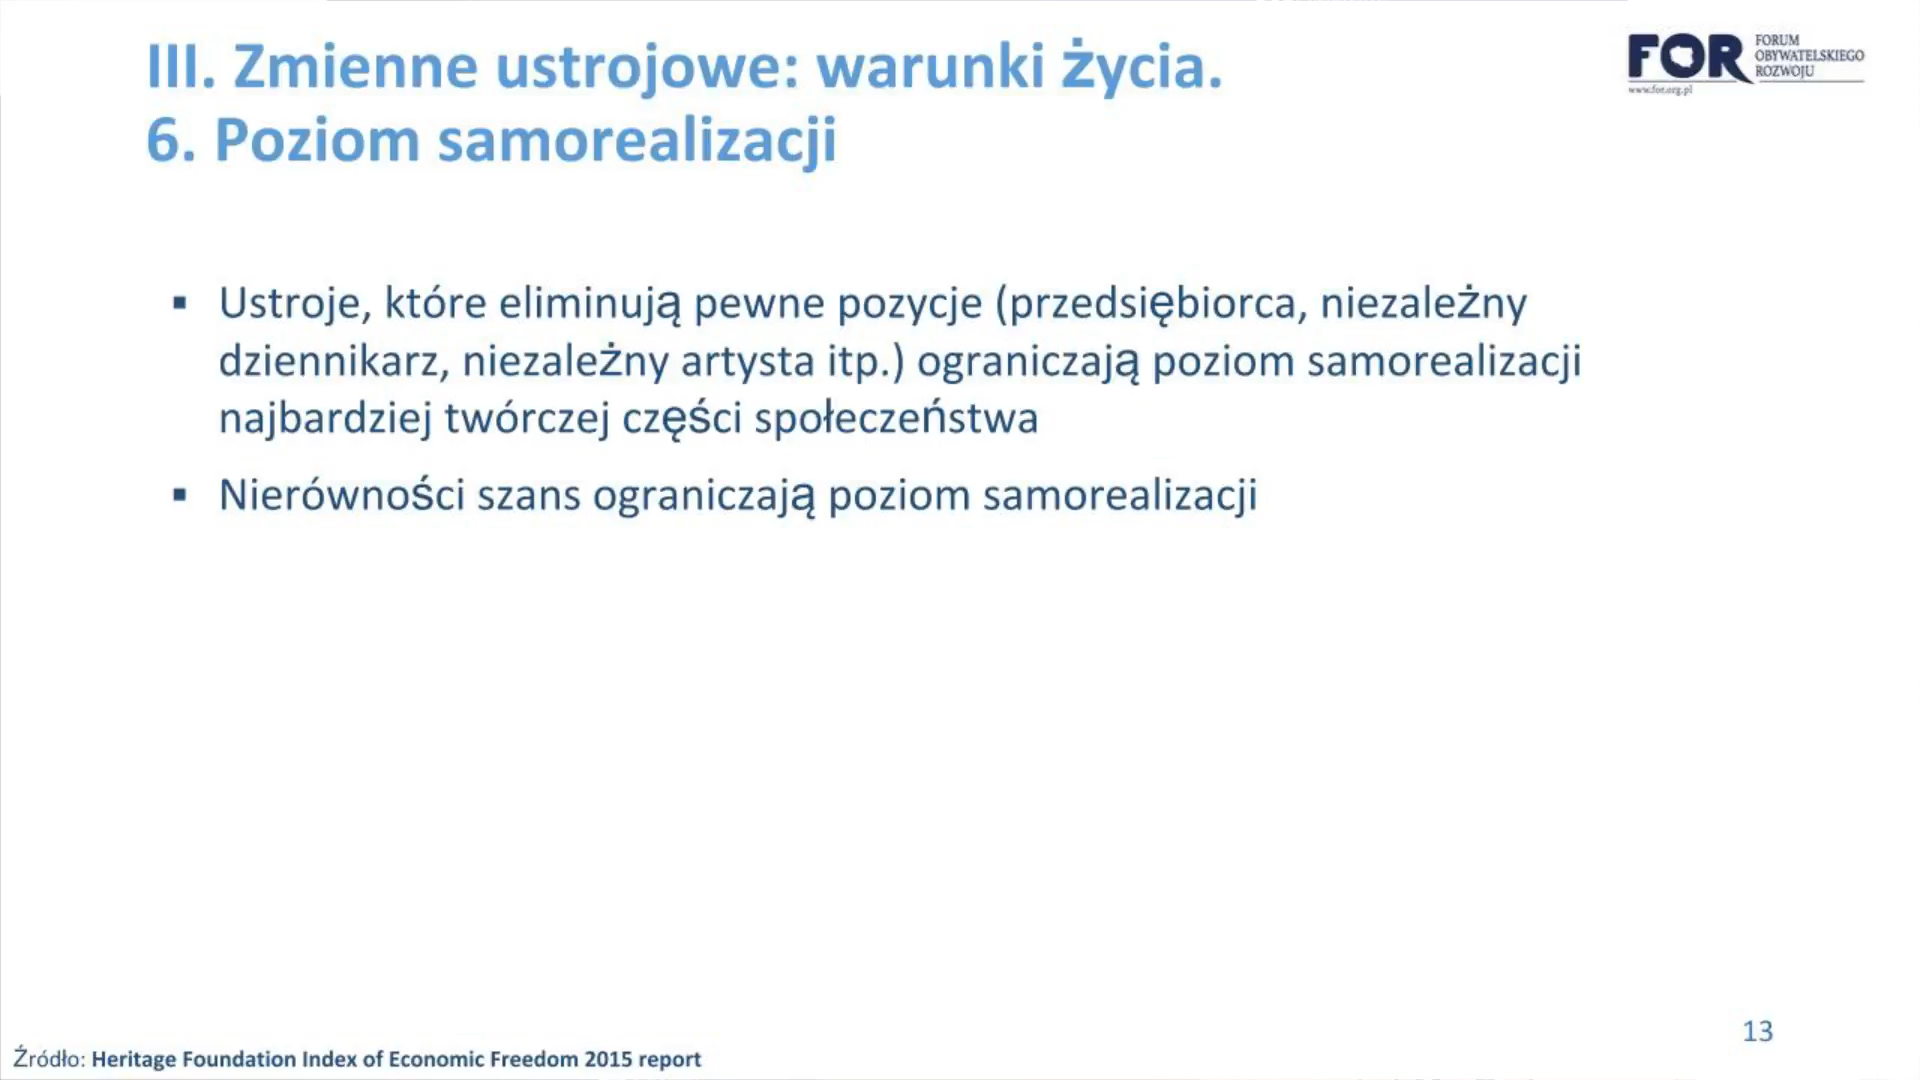 III. Zmienne ustrojowe: warunki życia.
6. Poziom samorealizacji
FOR
FORUM
OBYWATELSKIEGO
ROZWOJU
www.for.org.pl
▪ Ustroje, które eliminują pewne pozycje (przedsiębiorca, niezależny
dziennikarz, niezależny artysta itp.) ograniczają poziom samorealizacji
najbardziej twórczej części społeczeństwa
▪ Nierówności szans ograniczają poziom samorealizacji
13
Źródło: Heritage Foundation Index of Economic Freedom 2015 report